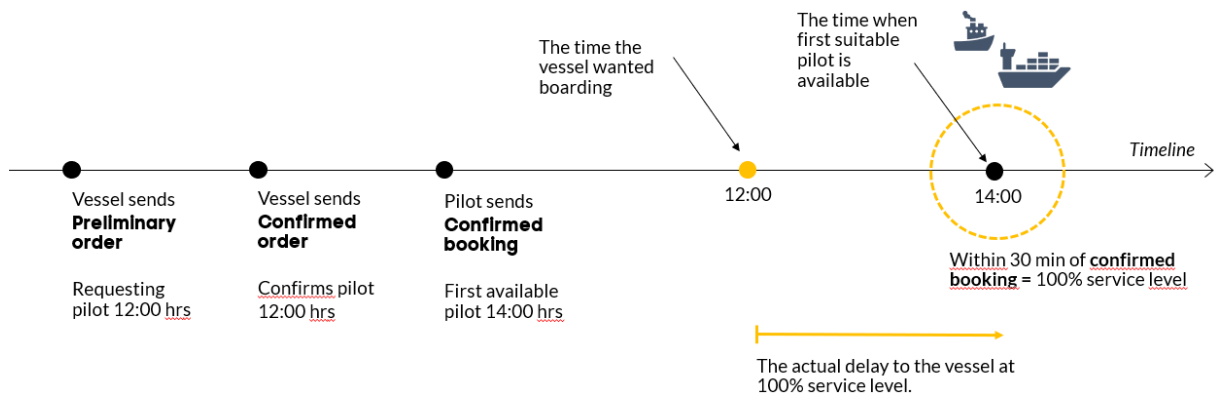 The time the
vessel wanted
boarding
The time when
first suitable
pilot is
available
Timeline
Vessel sends
Preliminary
order
Requesting
pilot 12:00 hrs
Vessel sends
Confirmed
order
Confirms pilot
12:00 hrs
Pilot sends
Confirmed
booking
First available
pilot 14:00 hrs
12:00
14:00
Within 30 min of confirmed
booking = 100% service level
The actual delay to the vessel at
100% service level.